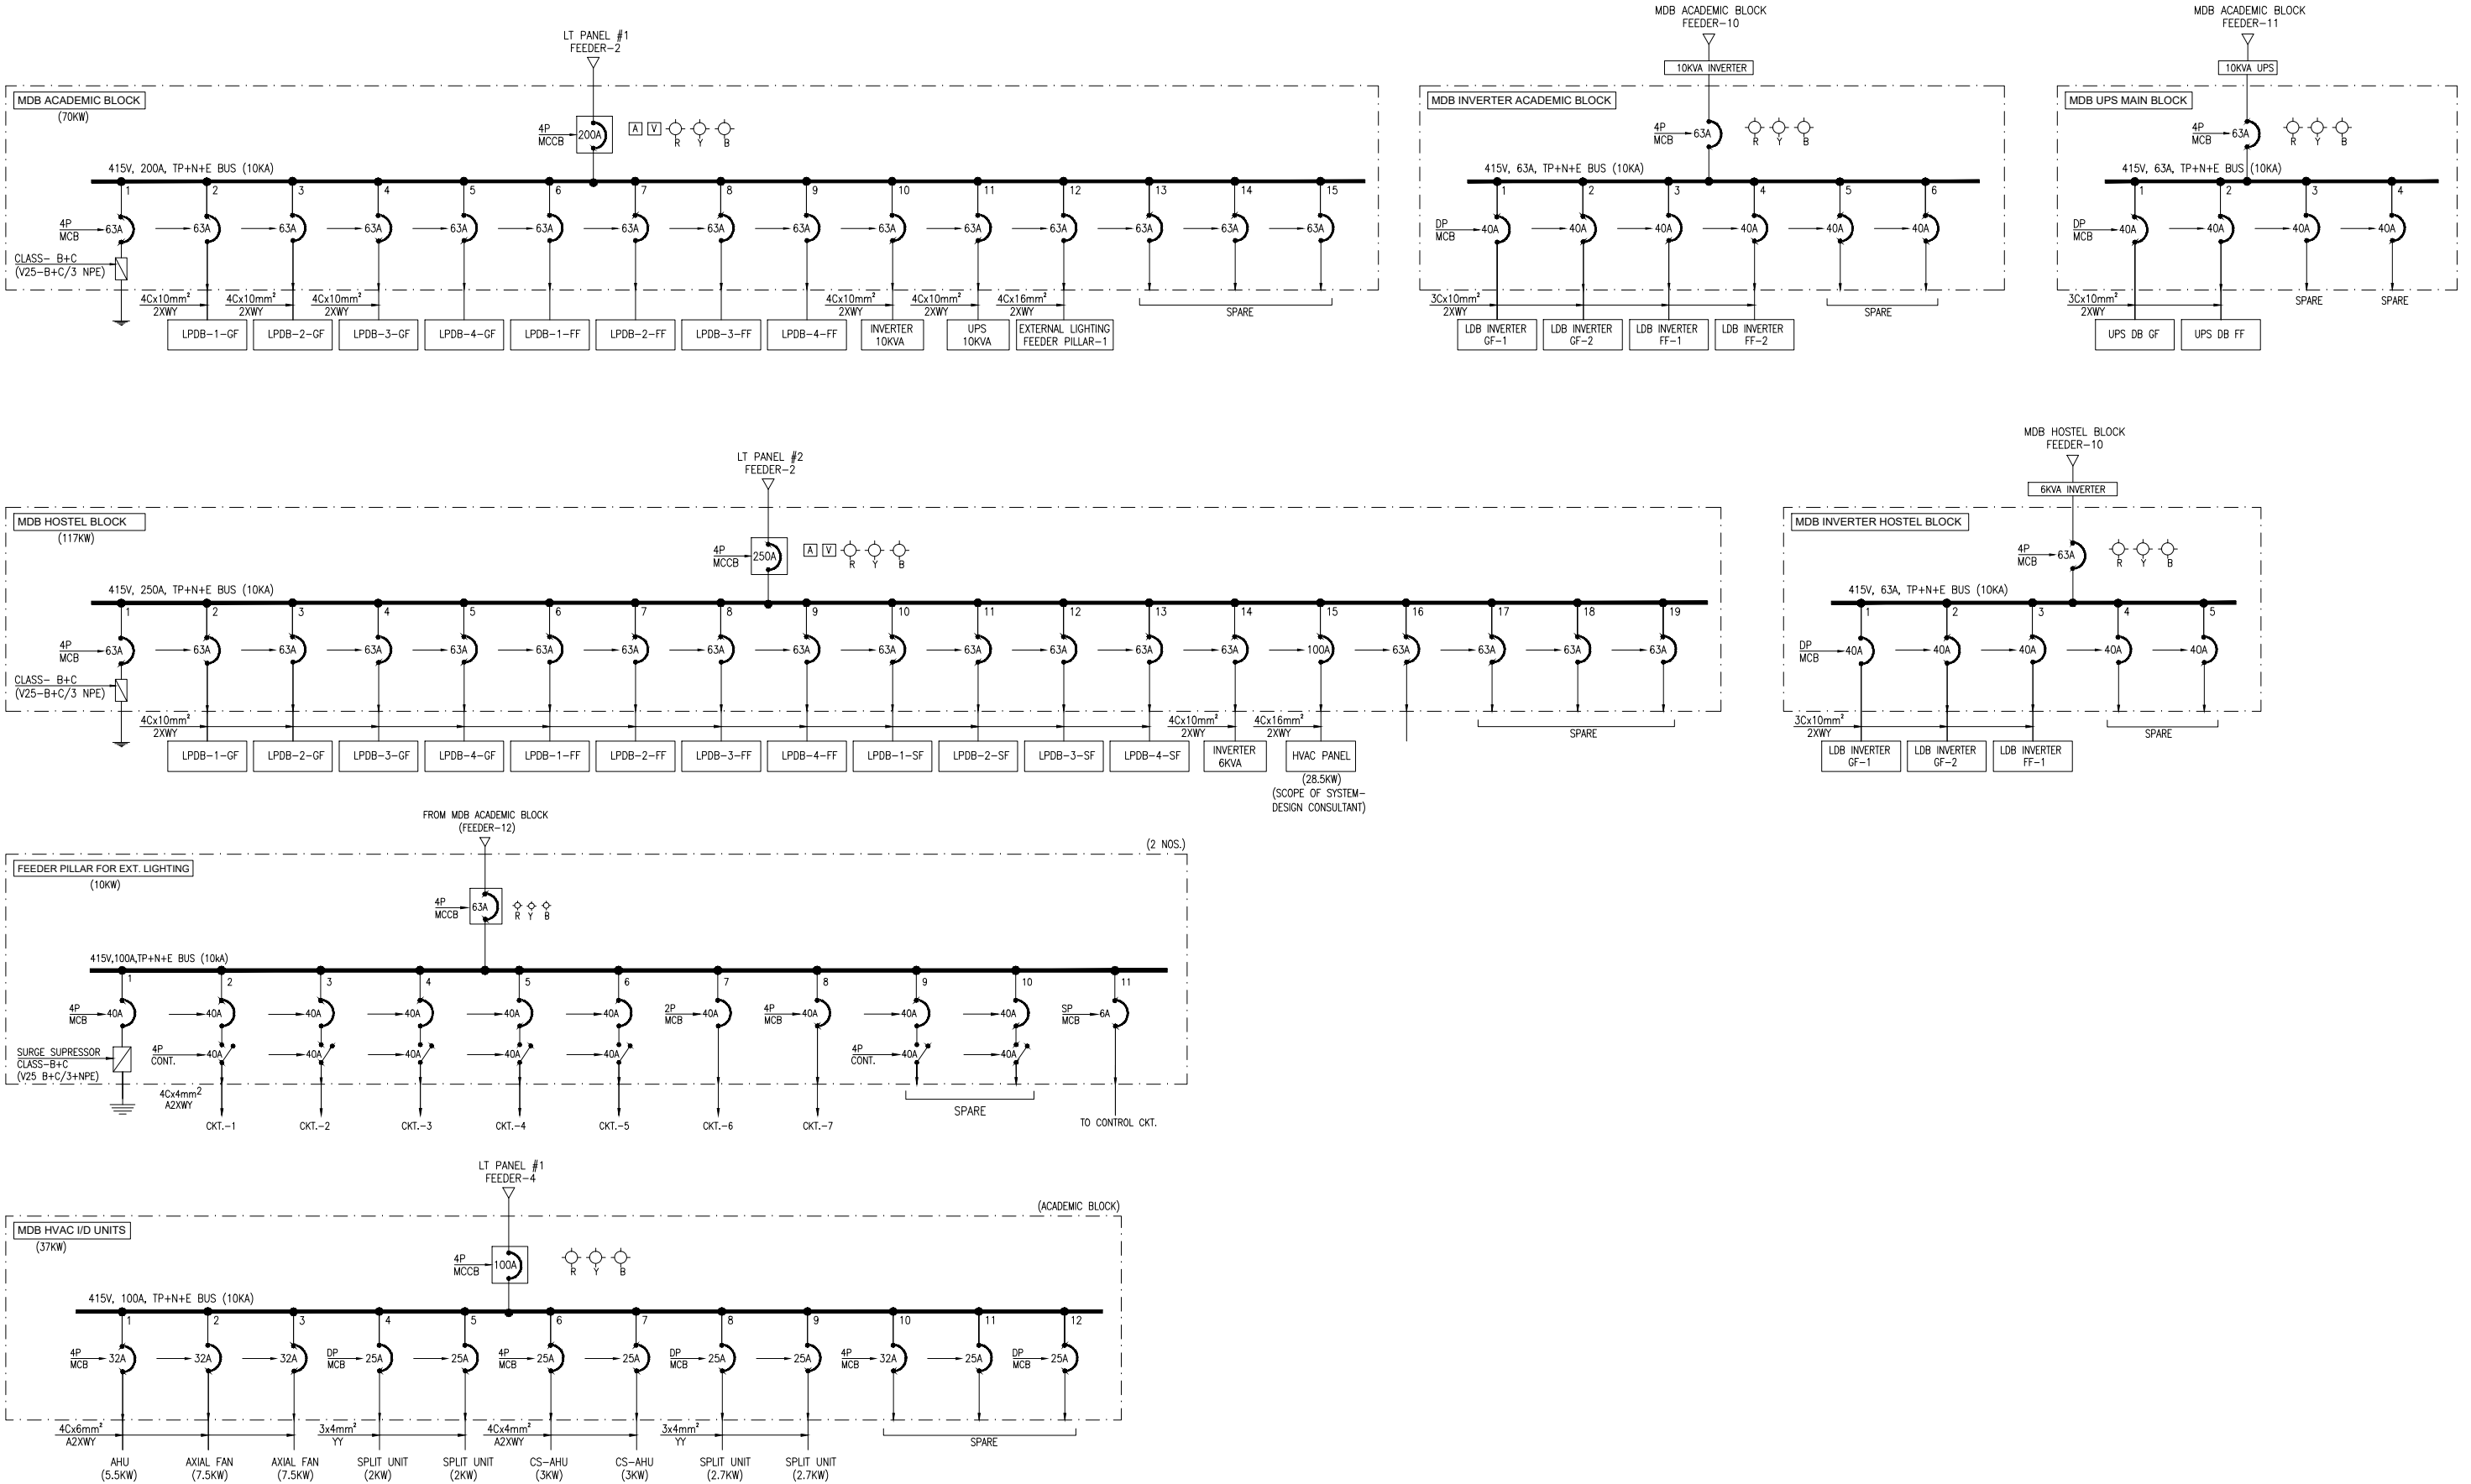 LT PANEL #1
FEEDER-2
MDB ACADEMIC BLOCK
(70KW)
4P
MCCB
200A
A V
R Y B
415V, 200A, TP+N+E BUS (10KA)
1 2 3 4 5 6 7 8 9 10 11 12 13 14 15
4P
MCB
63A 63A 63A 63A 63A 63A 63A 63A 63A 63A 63A 63A 63A 63A 63A
CLASS- B+C
(V25-B+C/3 NPE)
4Cx10mm² 4Cx10mm² 4Cx10mm² 4Cx10mm² 4Cx10mm² 4Cx16mm²
2XWY 2XWY 2XWY 2XWY 2XWY 2XWY
SPARE
LPDB-1-GF LPDB-2-GF LPDB-3-GF LPDB-4-GF LPDB-1-FF LPDB-2-FF LPDB-3-FF LPDB-4-FF
INVERTER
10KVA
UPS
10KVA
EXTERNAL LIGHTING
FEEDER PILLAR-1
MDB ACADEMIC BLOCK
FEEDER-10
10KVA INVERTER
MDB INVERTER ACADEMIC BLOCK
4P
MCB
63A
R Y B
415V, 63A, TP+N+E BUS (10KA)
1 2 3 4 5 6
DP
MCB
40A 40A 40A 40A 40A 40A
3Cx10mm²
2XWY
SPARE
LDB INVERTER
GF-1
LDB INVERTER
GF-2
LDB INVERTER
FF-1
LDB INVERTER
FF-2
MDB ACADEMIC BLOCK
FEEDER-11
10KVA UPS
MDB UPS MAIN BLOCK
4P
MCB
63A
R Y B
415V, 63A, TP+N+E BUS (10KA)
1 2 3 4
DP
MCB
40A 40A 40A 40A
3Cx10mm²
2XWY
SPARE SPARE
UPS DB GF UPS DB FF
LT PANEL #2
FEEDER-2
MDB HOSTEL BLOCK
(117KW)
4P
MCCB
250A
A V
R Y B
415V, 250A, TP+N+E BUS (10KA)
1 2 3 4 5 6 7 8 9 10 11 12 13 14 15 16 17 18 19
4P
MCB
63A 63A 63A 63A 63A 63A 63A 63A 63A 63A 63A 63A 63A 63A 100A 63A 63A 63A 63A
CLASS- B+C
(V25-B+C/3 NPE)
4Cx10mm² 4Cx10mm² 4Cx16mm²
2XWY 2XWY 2XWY
SPARE
LPDB-1-GF LPDB-2-GF LPDB-3-GF LPDB-4-GF LPDB-1-FF LPDB-2-FF LPDB-3-FF LPDB-4-FF LPDB-1-SF LPDB-2-SF LPDB-3-SF LPDB-4-SF
INVERTER
6KVA
HVAC PANEL
(28.5KW)
(SCOPE OF SYSTEM-
DESIGN CONSULTANT)
MDB HOSTEL BLOCK
FEEDER-10
6KVA INVERTER
MDB INVERTER HOSTEL BLOCK
4P
MCB
63A
R Y B
415V, 63A, TP+N+E BUS (10KA)
1 2 3 4 5
DP
MCB
40A 40A 40A 40A 40A
3Cx10mm²
2XWY
SPARE
LDB INVERTER
GF-1
LDB INVERTER
GF-2
LDB INVERTER
FF-1
FROM MDB ACADEMIC BLOCK
(FEEDER-12)
(2 NOS.)
FEEDER PILLAR FOR EXT. LIGHTING
(10KW)
4P
MCCB
63A
R Y B
415V,100A,TP+N+E BUS (10kA)
1 2 3 4 5 6 7 8 9 10 11
4P
MCB
40A 40A 40A 40A 40A 40A
2P
MCB
40A
4P
MCB
40A
40A 40A
SP
MCB
6A
SURGE SUPRESSOR
CLASS-B+C
(V25 B+C/3+NPE)
4P
CONT.
40A 40A 40A 40A 40A
4P
CONT.
40A 40A
4Cx4mm²
A2XWY
SPARE
CKT.-1 CKT.-2 CKT.-3 CKT.-4 CKT.-5 CKT.-6 CKT.-7
TO CONTROL CKT.
LT PANEL #1
FEEDER-4
(ACADEMIC BLOCK)
MDB HVAC I/D UNITS
(37KW)
4P
MCCB
100A
R Y B
415V, 100A, TP+N+E BUS (10KA)
1 2 3 4 5 6 7 8 9 10 11 12
4P
MCB
32A 32A 32A
DP
MCB
25A 25A
4P
MCB
25A 25A
DP
MCB
25A 25A
4P
MCB
32A 25A
DP
MCB
25A
4Cx6mm²
A2XWY
3x4mm²
YY
4Cx4mm²
A2XWY
3x4mm²
YY
SPARE
AHU
(5.5KW)
AXIAL FAN
(7.5KW)
AXIAL FAN
(7.5KW)
SPLIT UNIT
(2KW)
SPLIT UNIT
(2KW)
CS-AHU
(3KW)
CS-AHU
(3KW)
SPLIT UNIT
(2.7KW)
SPLIT UNIT
(2.7KW)